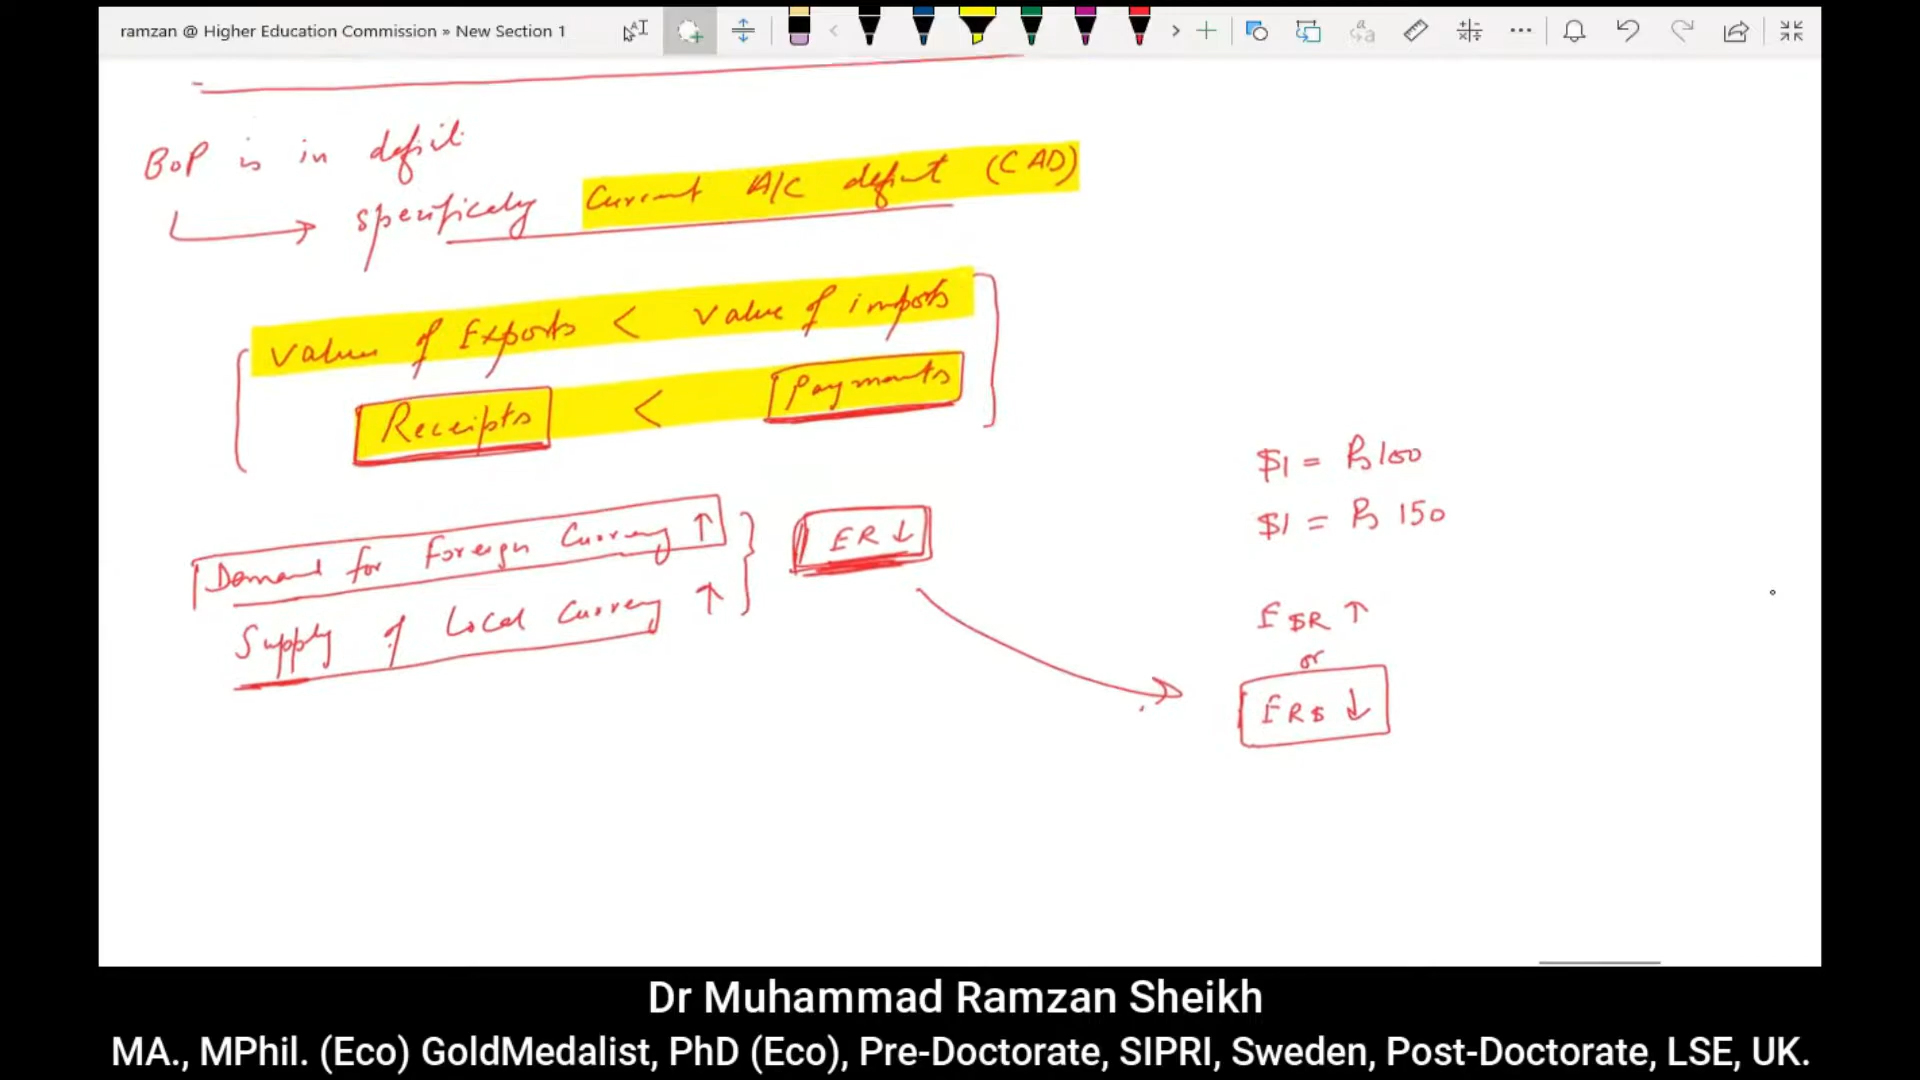 ramzan @ Higher Education Commission » New Section 1
BoP is in deficit
specifically Current A/C deficit (CAD)
Value of Exports < Value of imports
Receipts < Payments
$1 = Rs 100
$1 = Rs 150
Demand for Foreign Currency ↑
ER ↓
Supply of Local Currency ↑
E$R ↑
or
ER$ ↓
Dr Muhammad Ramzan Sheikh
MA., MPhil. (Eco) GoldMedalist, PhD (Eco), Pre-Doctorate, SIPRI, Sweden, Post-Doctorate, LSE, UK.